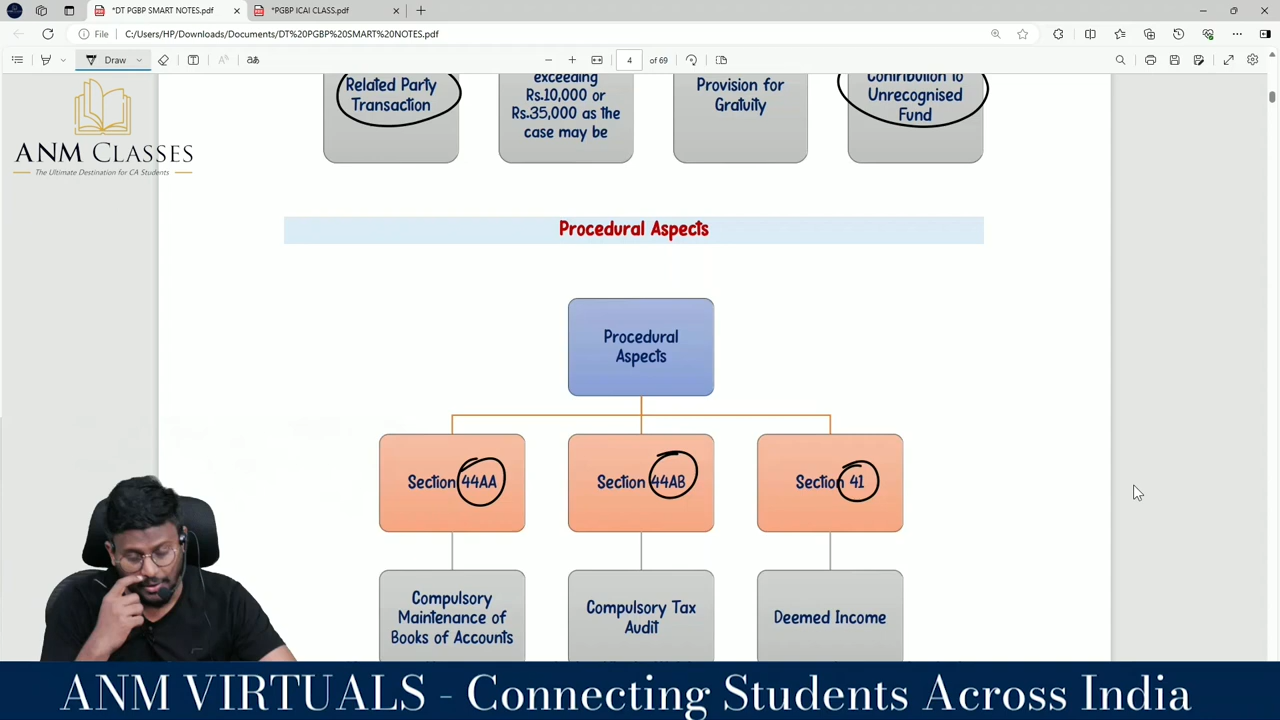 *DT PGBP SMART NOTES.pdf
*PGBP ICAI CLASS.pdf
File
C:/Users/HP/Downloads/Documents/DT%20PGBP%20SMART%20NOTES.pdf
Draw
4 of 69
Related Party
Transaction
exceeding
Rs.10,000 or
Rs.35,000 as the
case may be
Provision for
Gratuity
Contribution to
Unrecognised
Fund
ANM CLASSES
The Ultimate Destination for CA Students
Procedural Aspects
Procedural
Aspects
Section 44AA
Section 44AB
Section 41
Compulsory
Maintenance of
Books of Accounts
Compulsory Tax
Audit
Deemed Income
ANM VIRTUALS - Connecting Students Across India